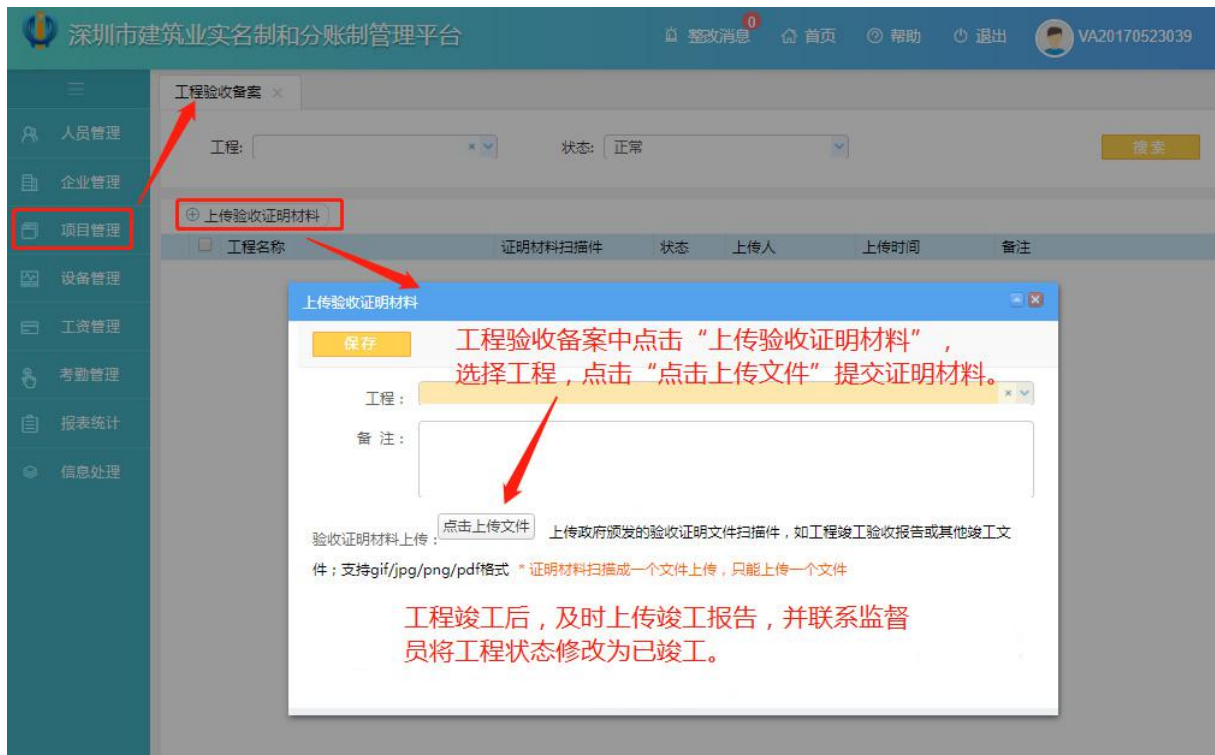 深圳市建筑业实名制和分账制管理平台
整改消息 0
首页
帮助
退出
VA20170523039
人员管理
企业管理
项目管理
设备管理
工资管理
考勤管理
报表统计
信息处理
工程验收备案
工程:
状态: 正常
搜索
上传验收证明材料
工程名称 证明材料扫描件 状态 上传人 上传时间 备注
上传验收证明材料
保存
工程验收备案中点击“上传验收证明材料”，
选择工程，点击“点击上传文件”提交证明材料。
工程：
备 注：
验收证明材料上传： 点击上传文件 上传政府颁发的验收证明文件扫描件，如工程竣工验收报告或其他竣工文
件；支持gif/jpg/png/pdf格式 * 证明材料扫描成一个文件上传，只能上传一个文件
工程竣工后，及时上传竣工报告，并联系监督
员将工程状态修改为已竣工。